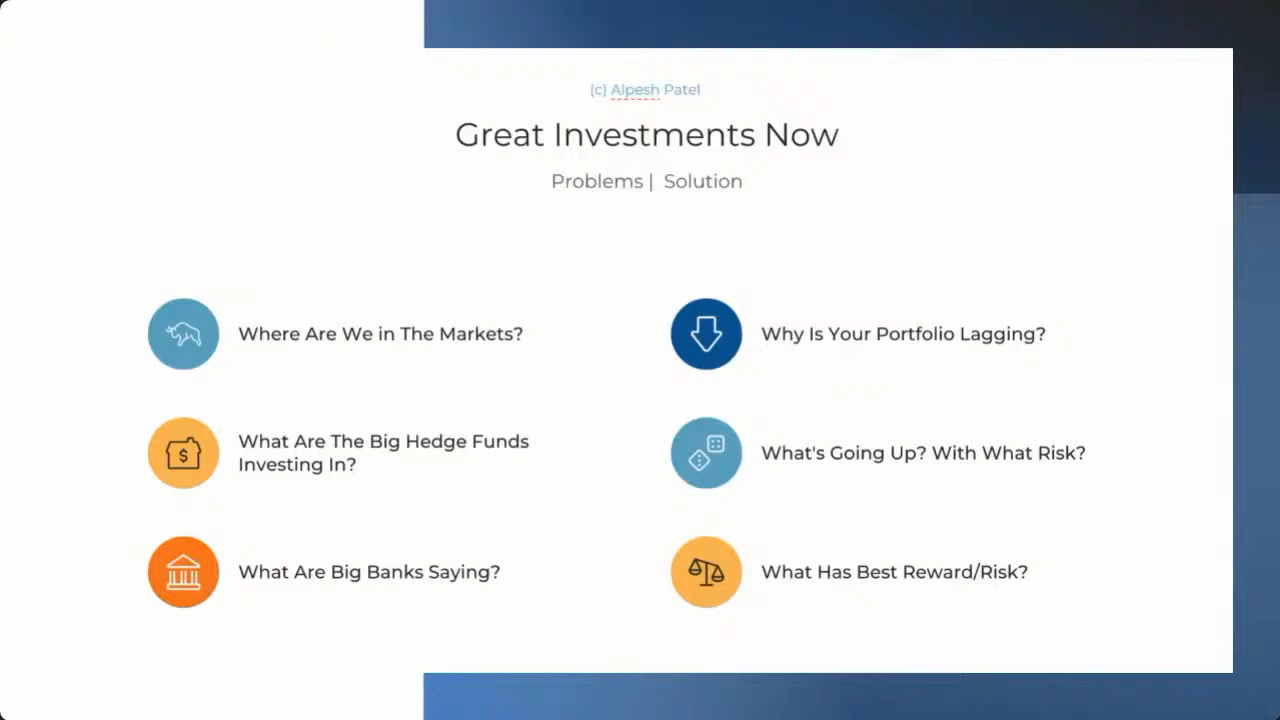 (c) Alpesh Patel
Great Investments Now
Problems | Solution
Where Are We in The Markets?
Why Is Your Portfolio Lagging?
What Are The Big Hedge Funds
Investing In?
What's Going Up? With What Risk?
What Are Big Banks Saying?
What Has Best Reward/Risk?